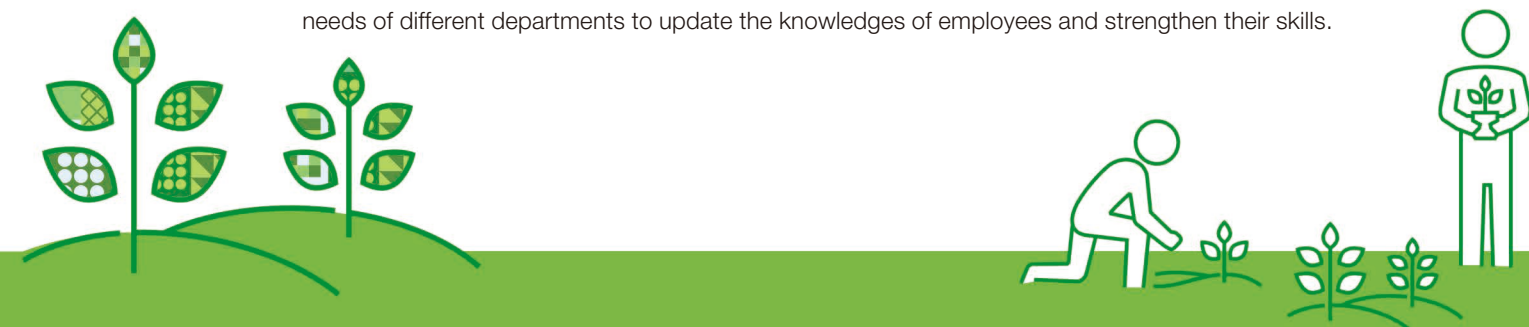 needs of different departments to update the knowledges of employees and strengthen their skills.